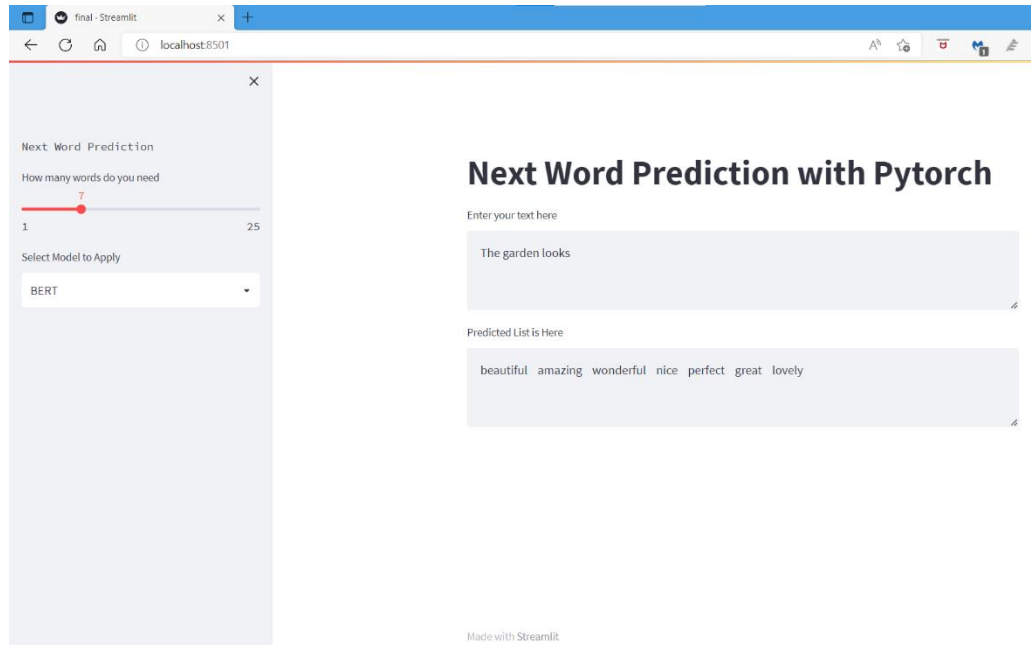 final - Streamlit
localhost:8501
Next Word Prediction
How many words do you need
7
1 25
Select Model to Apply
BERT
Next Word Prediction with Pytorch
Enter your text here
The garden looks
Predicted List is Here
beautiful amazing wonderful nice perfect great lovely
Made with Streamlit